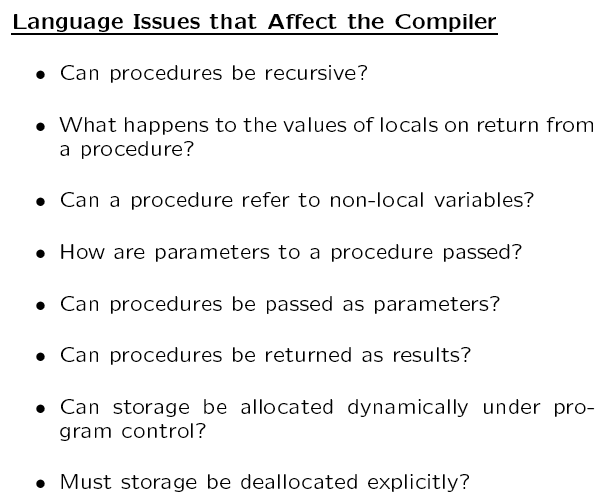 Language Issues that Affect the Compiler
• Can procedures be recursive?
• What happens to the values of locals on return from
a procedure?
• Can a procedure refer to non-local variables?
• How are parameters to a procedure passed?
• Can procedures be passed as parameters?
• Can procedures be returned as results?
• Can storage be allocated dynamically under pro-
gram control?
• Must storage be deallocated explicitly?